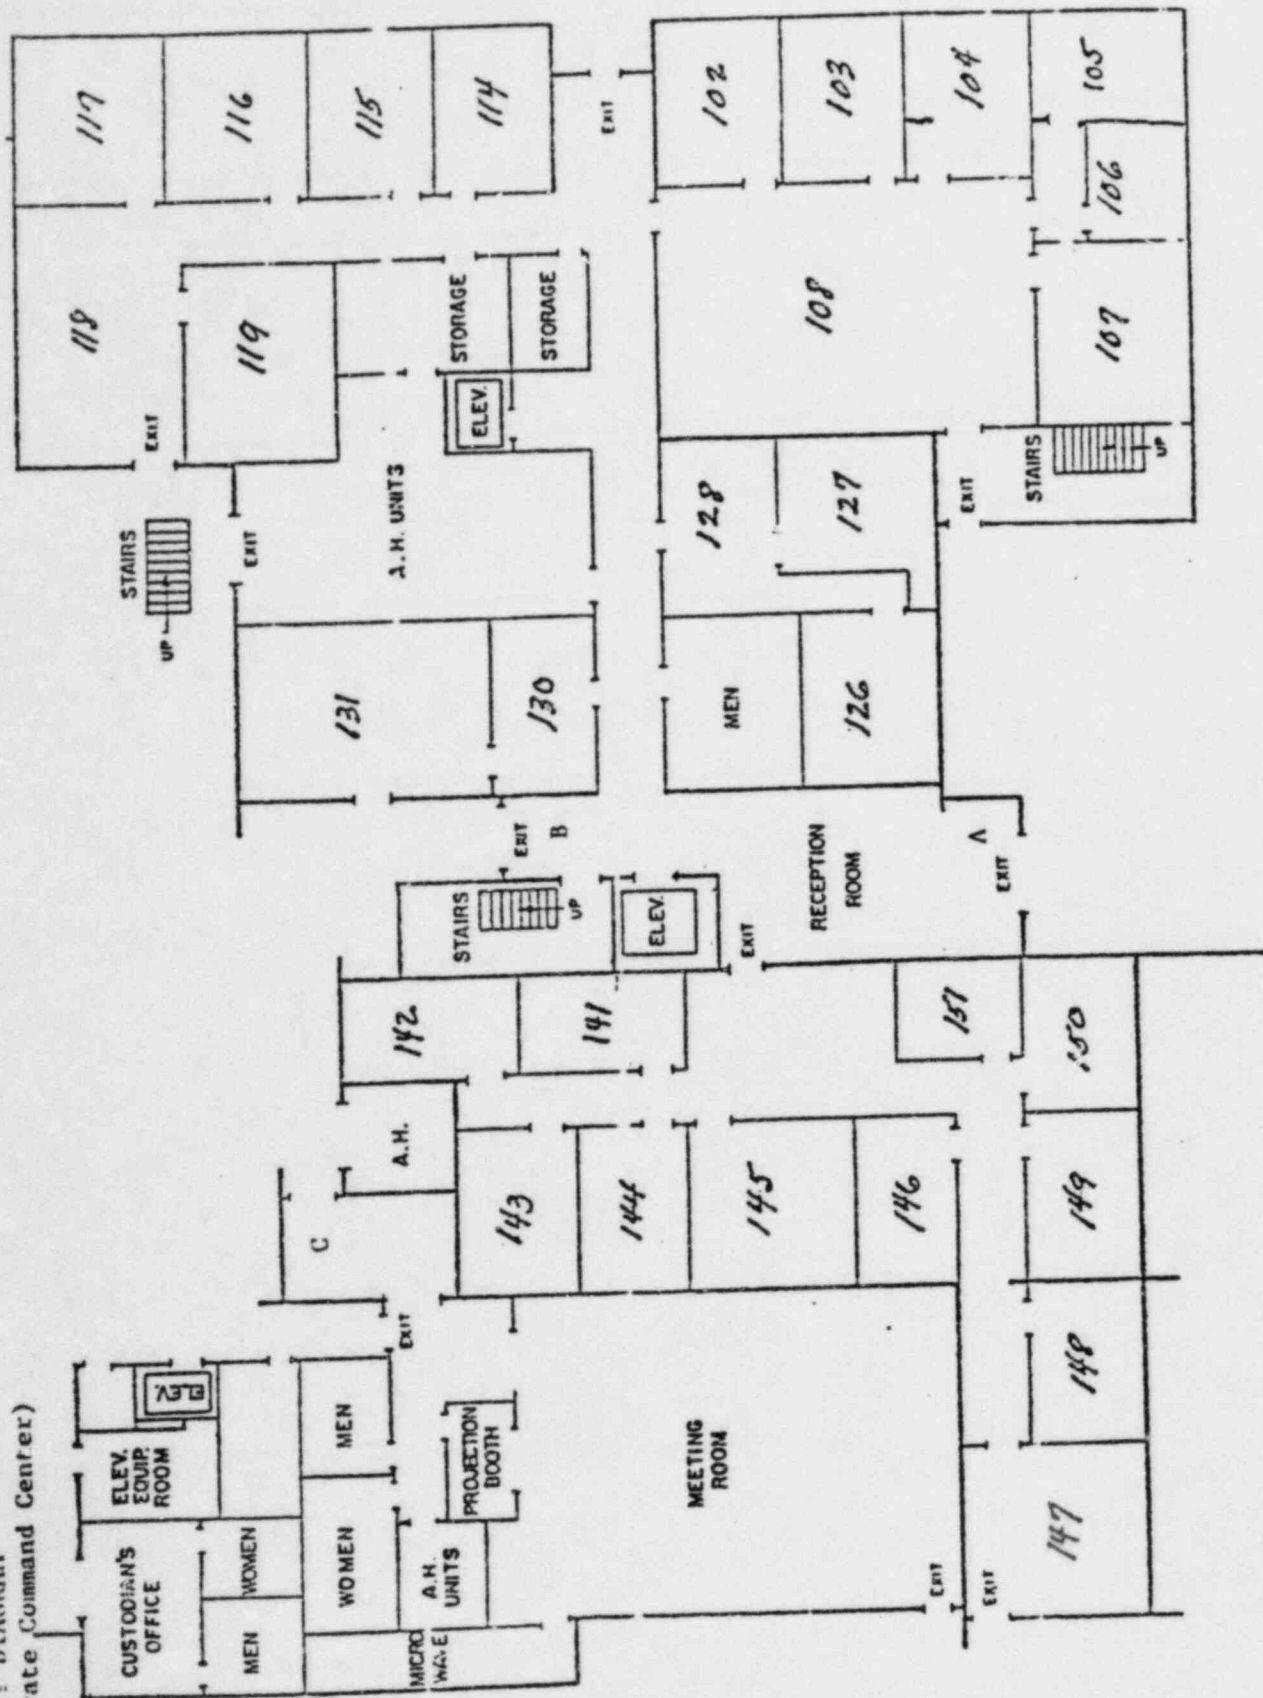 ate Command Center)
117
116
115
114
EXIT
102
103
104
105
106
118
119
STORAGE
STORAGE
108
107
EXIT
ELEV.
STAIRS
UP
EXIT
A.H. UNITS
128
127
EXIT
STAIRS
UP
131
130
MEN
126
EXIT
B
RECEPTION
ROOM
A
EXIT
STAIRS
UP
ELEV.
EXIT
142
141
151
150
A.H.
C
143
144
145
146
149
EXIT
148
ELEV.
ELEV.
EQUIP.
ROOM
MEN
PROJECTION
BOOTH
MEETING
ROOM
147
CUSTODIAN'S
OFFICE
WOMEN
WOMEN
A.H.
UNITS
MEN
MICRO
WAVE
EXIT
EXIT